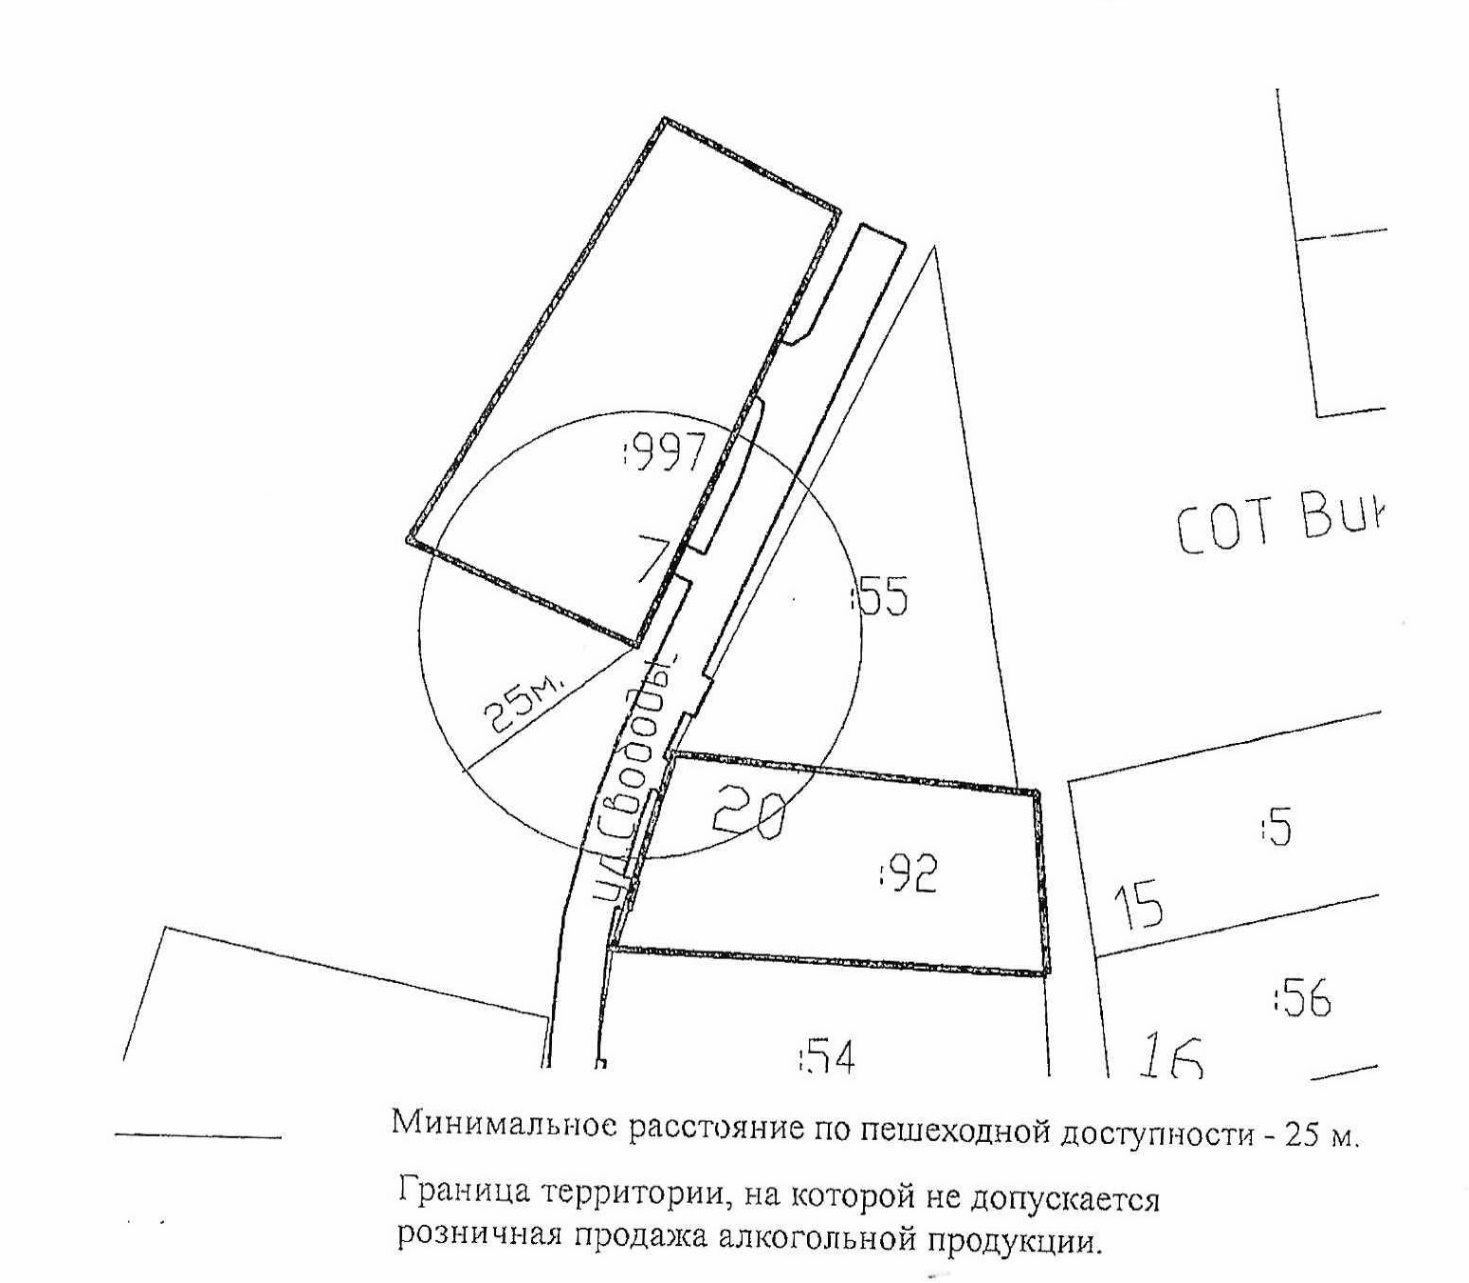 :997
7
СОТ Вик
:55
25м.
ул.Свободы
20
:5
:92
15
:56
:54
16
Минимальное расстояние по пешеходной доступности - 25 м.
Граница территории, на которой не допускается
розничная продажа алкогольной продукции.